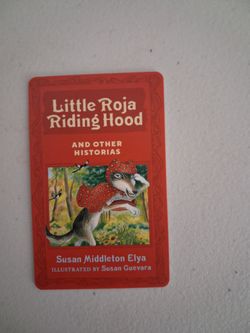 Little Roja
Riding Hood
AND OTHER
HISTORIAS
Susan Middleton Elya
ILLUSTRATED BY Susan Guevara